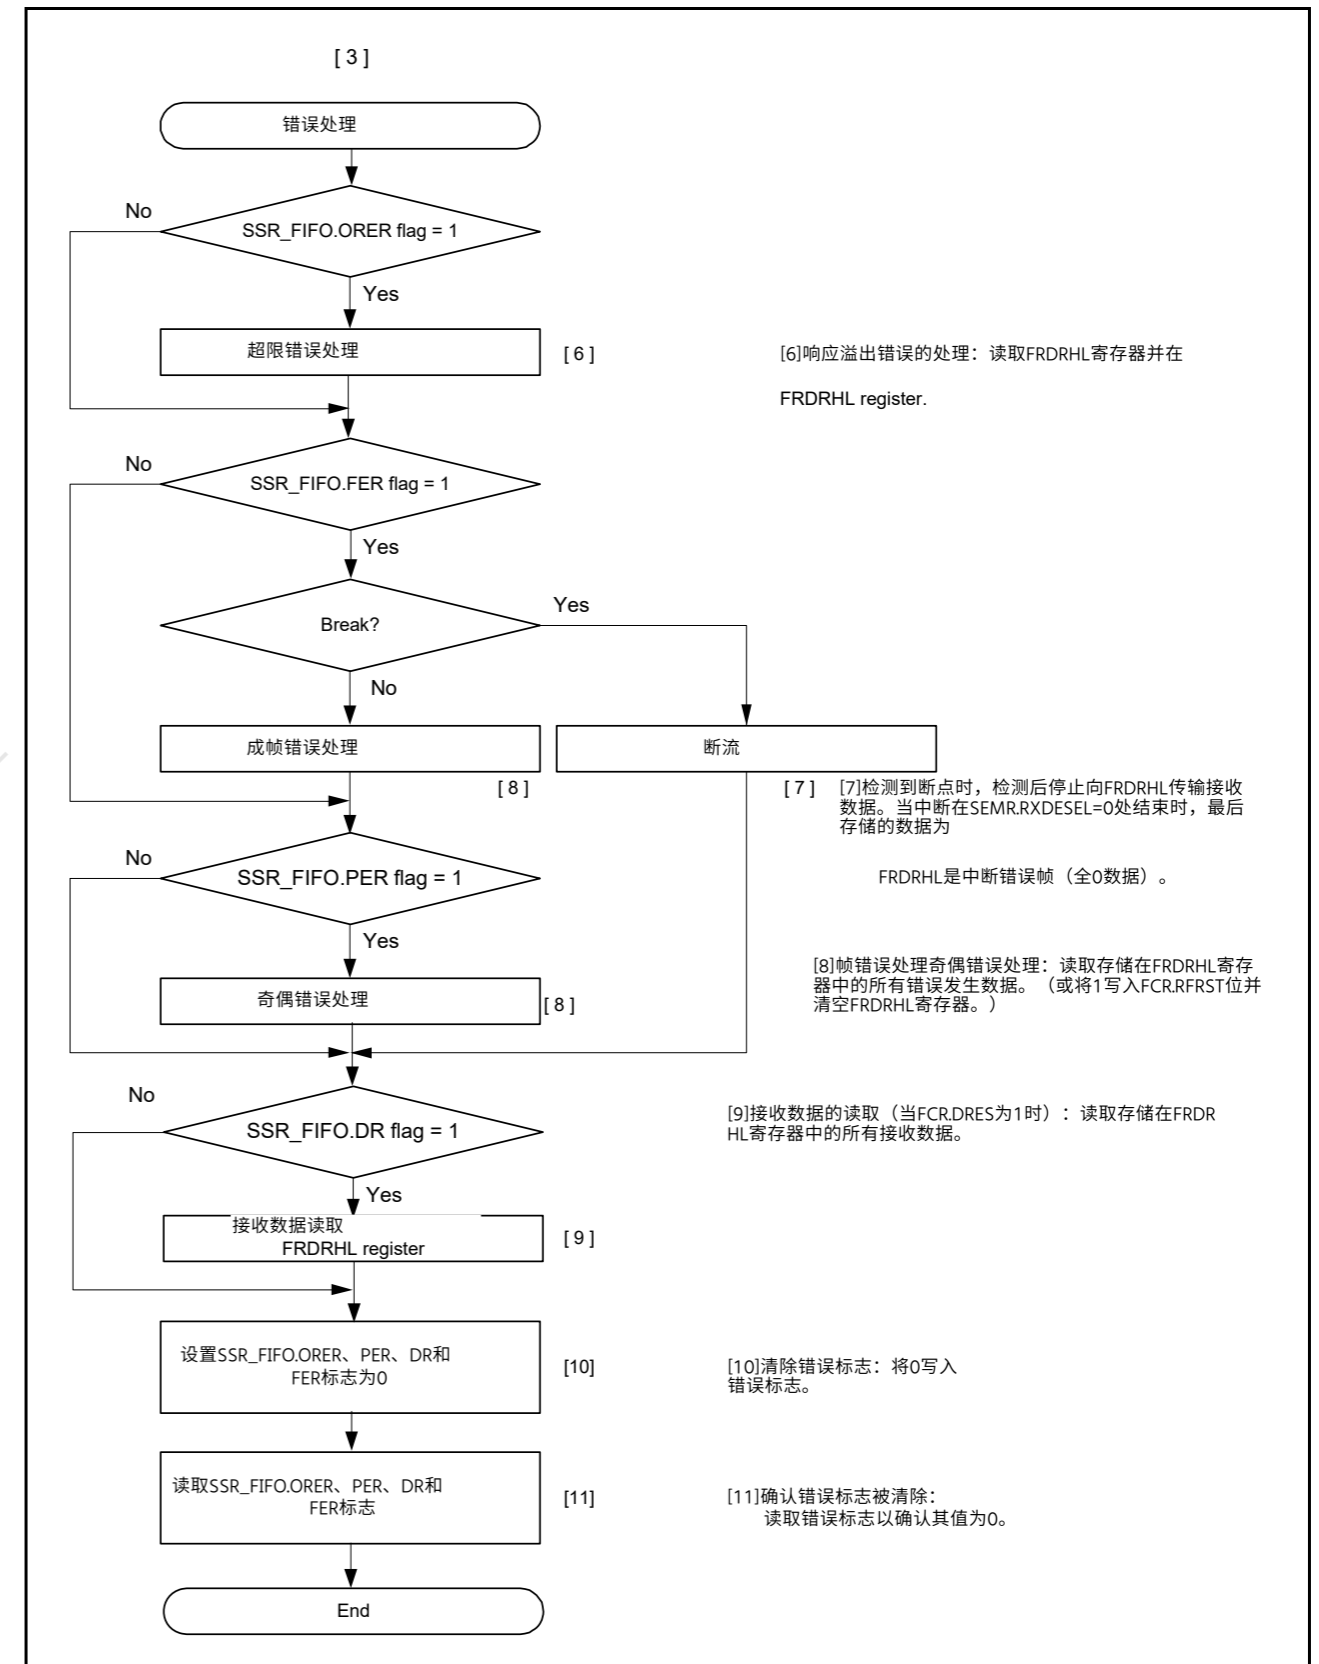 [ 3 ]
错误处理
No
SSR_FIFO.ORER flag = 1
Yes
超限错误处理
[ 6 ]
[6]响应溢出错误的处理：读取FRDRHL寄存器并在
FRDRHL register.
No
SSR_FIFO.FER flag = 1
Yes
Break?
Yes
No
成帧错误处理
断流
[ 8 ]
[ 7 ]
[7]检测到断点时，检测后停止向FRDRHL传输接收
数据。当中断在SEMR.RXDESEL=0处结束时，最后
存储的数据为
FRDRHL是中断错误帧（全0数据）。
No
SSR_FIFO.PER flag = 1
Yes
奇偶错误处理
[ 8 ]
[8]帧错误处理奇偶错误处理：读取存储在FRDRHL寄存
器中的所有错误发生数据。（或将1写入FCR.RFRST位并
清空FRDRHL寄存器。）
No
SSR_FIFO.DR flag = 1
Yes
[9]接收数据的读取（当FCR.DRES为1时）：读取存储在FRDR
HL寄存器中的所有接收数据。
接收数据读取
FRDRHL register
[ 9 ]
设置SSR_FIFO.ORER、PER、DR和
FER标志为0
[10]
[10]清除错误标志：将0写入
错误标志。
读取SSR_FIFO.ORER、PER、DR和
FER标志
[11]
[11]确认错误标志被清除：
读取错误标志以确认其值为0。
End